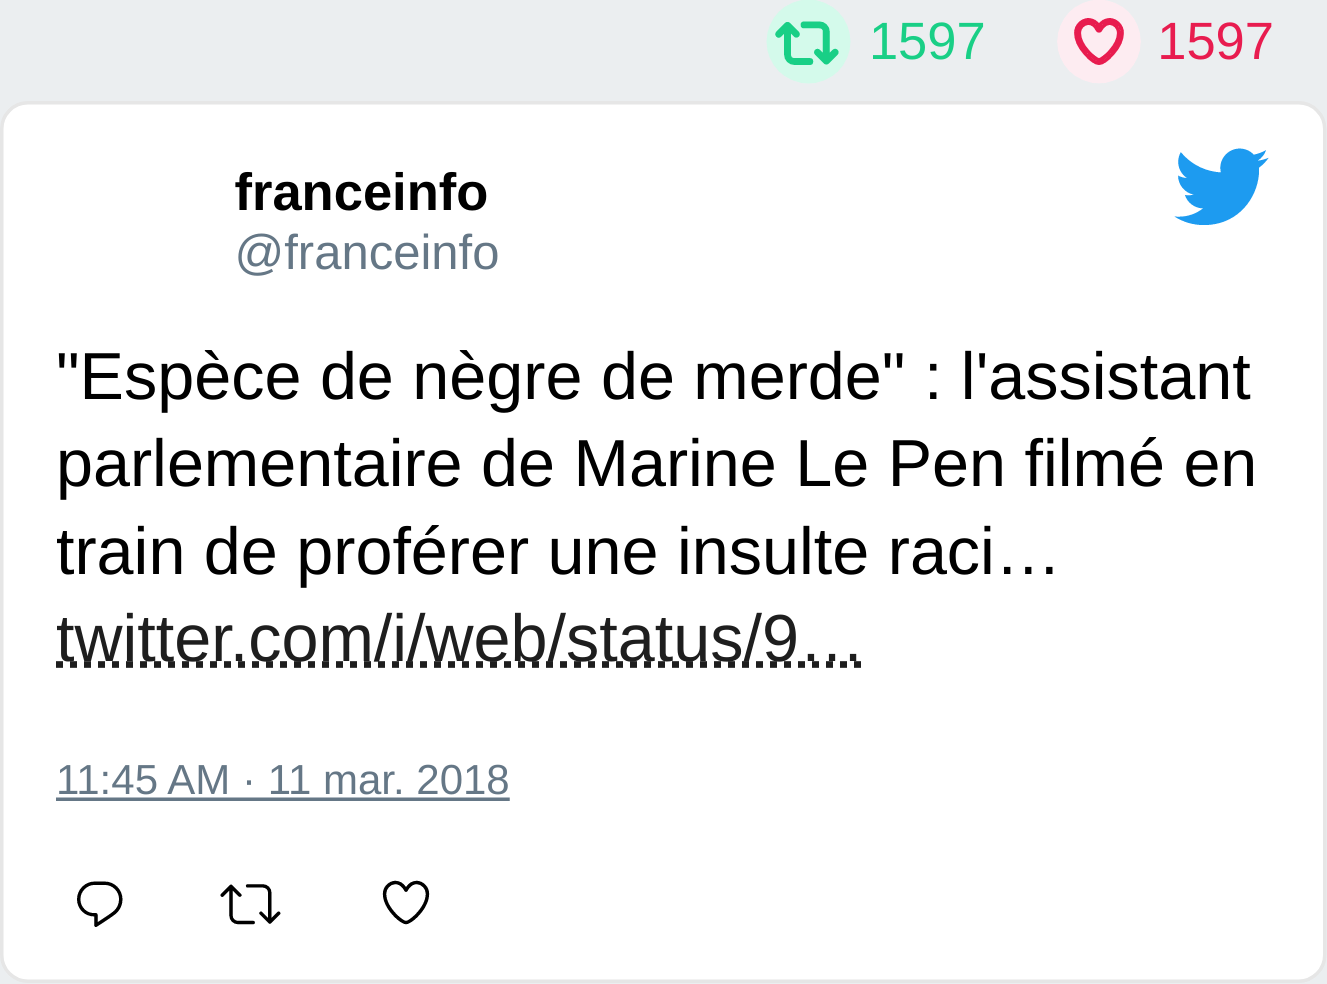 1597 1597
franceinfo
@franceinfo
"Espèce de nègre de merde" : l'assistant
parlementaire de Marine Le Pen filmé en
train de proférer une insulte raci…
twitter.com/i/web/status/9…
11:45 AM · 11 mar. 2018